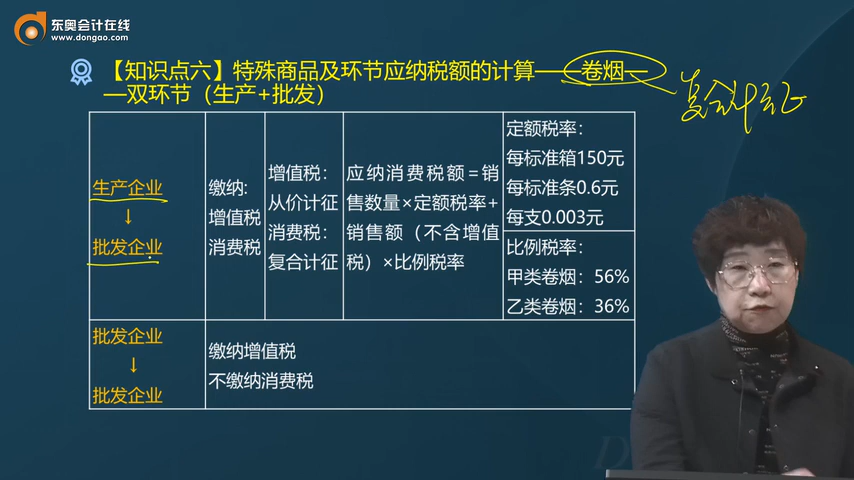 东奥会计在线
www.dongao.com
【知识点六】特殊商品及环节应纳税额的计算——卷烟—
—双环节（生产+批发）
复合计征
生产企业
↓
批发企业
缴纳:
增值税
消费税
增值税：
从价计征
消费税：
复合计征
应纳消费税额=销
售数量×定额税率+
销售额（不含增值
税）×比例税率
定额税率：
每标准箱150元
每标准条0.6元
每支0.003元
比例税率：
甲类卷烟：56%
乙类卷烟：36%
批发企业
↓
批发企业
缴纳增值税
不缴纳消费税